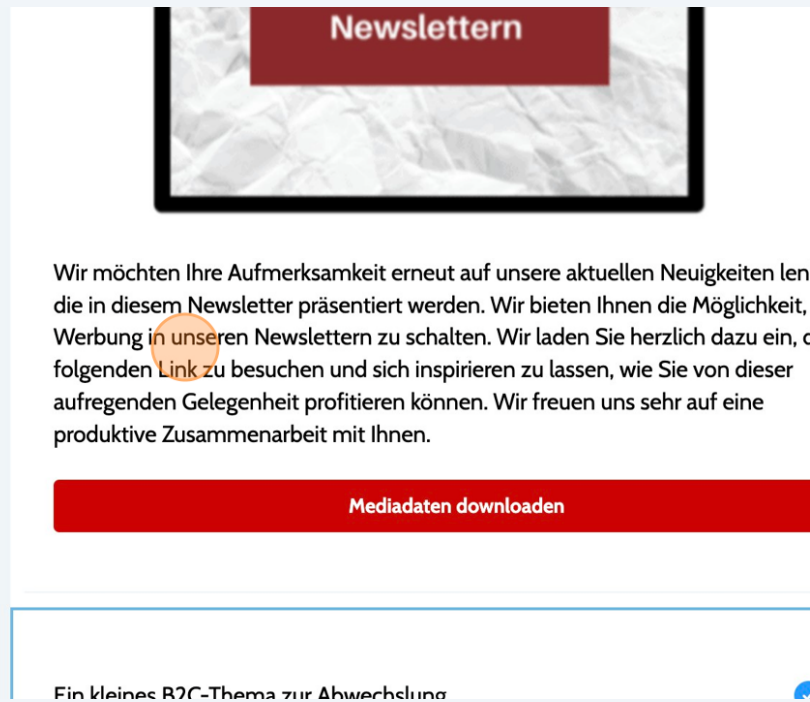 Newslettern
Wir möchten Ihre Aufmerksamkeit erneut auf unsere aktuellen Neuigkeiten len
die in diesem Newsletter präsentiert werden. Wir bieten Ihnen die Möglichkeit,
Werbung in unseren Newslettern zu schalten. Wir laden Sie herzlich dazu ein,
folgenden Link zu besuchen und sich inspirieren zu lassen, wie Sie von dieser
aufregenden Gelegenheit profitieren können. Wir freuen uns sehr auf eine
produktive Zusammenarbeit mit Ihnen.
Mediadaten downloaden
Ein kleines B2C-Thema zur Abwechslung